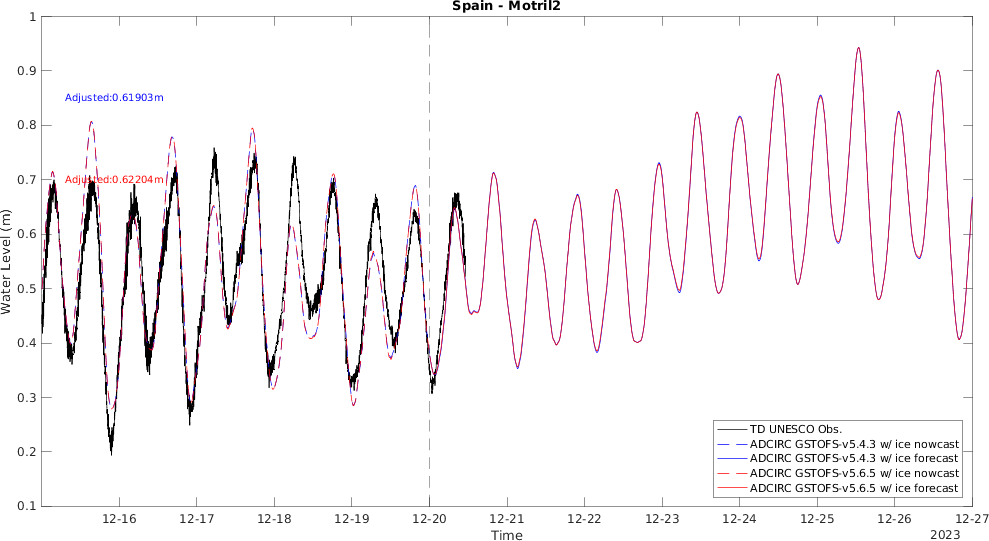 Spain - Motril2
1
0.9
0.8
0.7
0.6
0.5
0.4
0.3
0.2
0.1
Water Level (m)
Adjusted:0.61903m
Adjusted:0.62204m
TD UNESCO Obs.
ADCIRC GSTOFS-v5.4.3 w/ ice nowcast
ADCIRC GSTOFS-v5.4.3 w/ ice forecast
ADCIRC GSTOFS-v5.6.5 w/ ice nowcast
ADCIRC GSTOFS-v5.6.5 w/ ice forecast
12-16 12-17 12-18 12-19 12-20 12-21 12-22 12-23 12-24 12-25 12-26 12-27
Time
2023